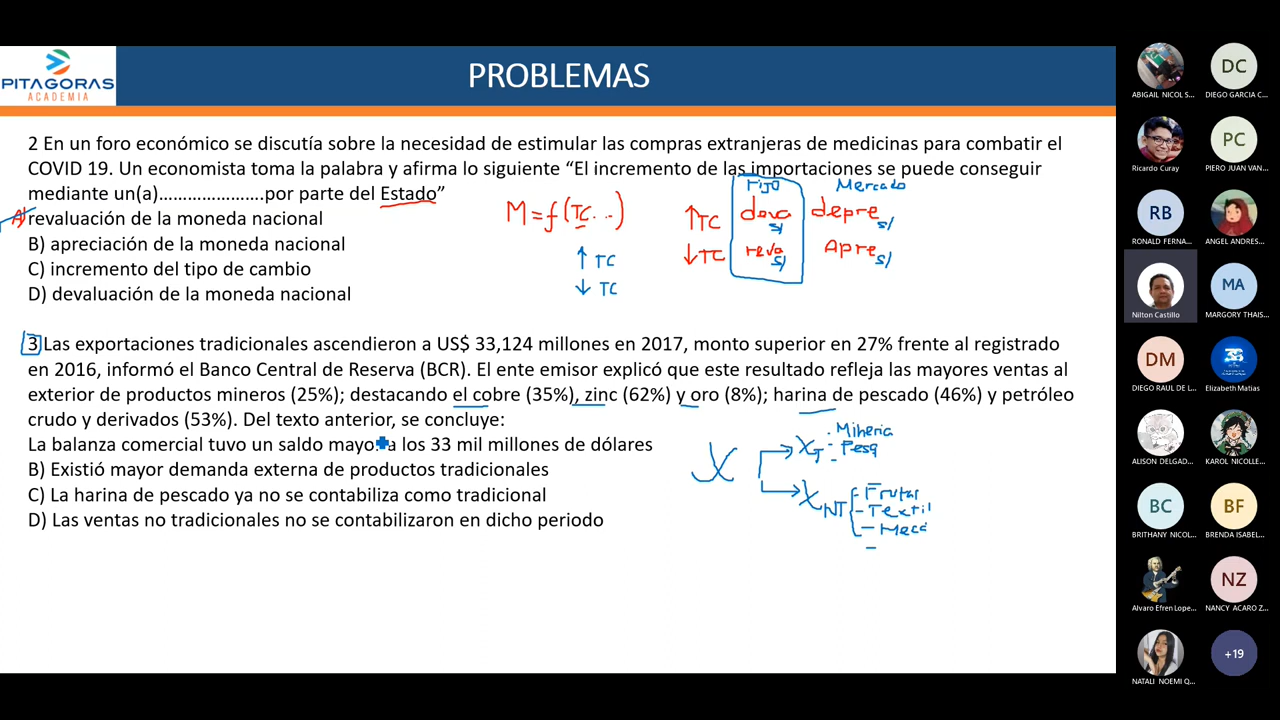 PITAGORAS
ACADEMIA
PROBLEMAS
2 En un foro económico se discutía sobre la necesidad de estimular las compras extranjeras de medicinas para combatir el
COVID 19. Un economista toma la palabra y afirma lo siguiente “El incremento de las importaciones se puede conseguir
mediante un(a)………………….por parte del Estado”
A) revaluación de la moneda nacional
B) apreciación de la moneda nacional
C) incremento del tipo de cambio
D) devaluación de la moneda nacional
M = f(TC...)
↑ TC
↓ TC
Fijo Mercado
↑TC deva s/ depre s/
↓TC reva s/ Apre s/
3 Las exportaciones tradicionales ascendieron a US$ 33,124 millones en 2017, monto superior en 27% frente al registrado
en 2016, informó el Banco Central de Reserva (BCR). El ente emisor explicó que este resultado refleja las mayores ventas al
exterior de productos mineros (25%); destacando el cobre (35%), zinc (62%) y oro (8%); harina de pescado (46%) y petróleo
crudo y derivados (53%). Del texto anterior, se concluye:
La balanza comercial tuvo un saldo mayor a los 33 mil millones de dólares
B) Existió mayor demanda externa de productos tradicionales
C) La harina de pescado ya no se contabiliza como tradicional
D) Las ventas no tradicionales no se contabilizaron en dicho periodo
X
XT
- Mineria
- Pesq
-
XNT
- Frutas
- Textil
- Meca
-
ABIGAIL NICOL S...
DC
DIEGO GARCIA C...
Ricardo Curay
PC
PIERO JUAN VAN...
RB
RONALD FERNA...
ANGEL ANDRES...
Nilton Castillo
MA
MARGORY THAIS...
DM
DIEGO RAUL DE L...
Elizabeth Matias
ALISON DELGAD...
KAROL NICOLLE...
BC
BRITHANY NICOL...
BF
BRENDA ISABEL...
Alvaro Efren Lope...
NZ
NANCY ACARO Z...
NATALI NOEMI Q...
+19